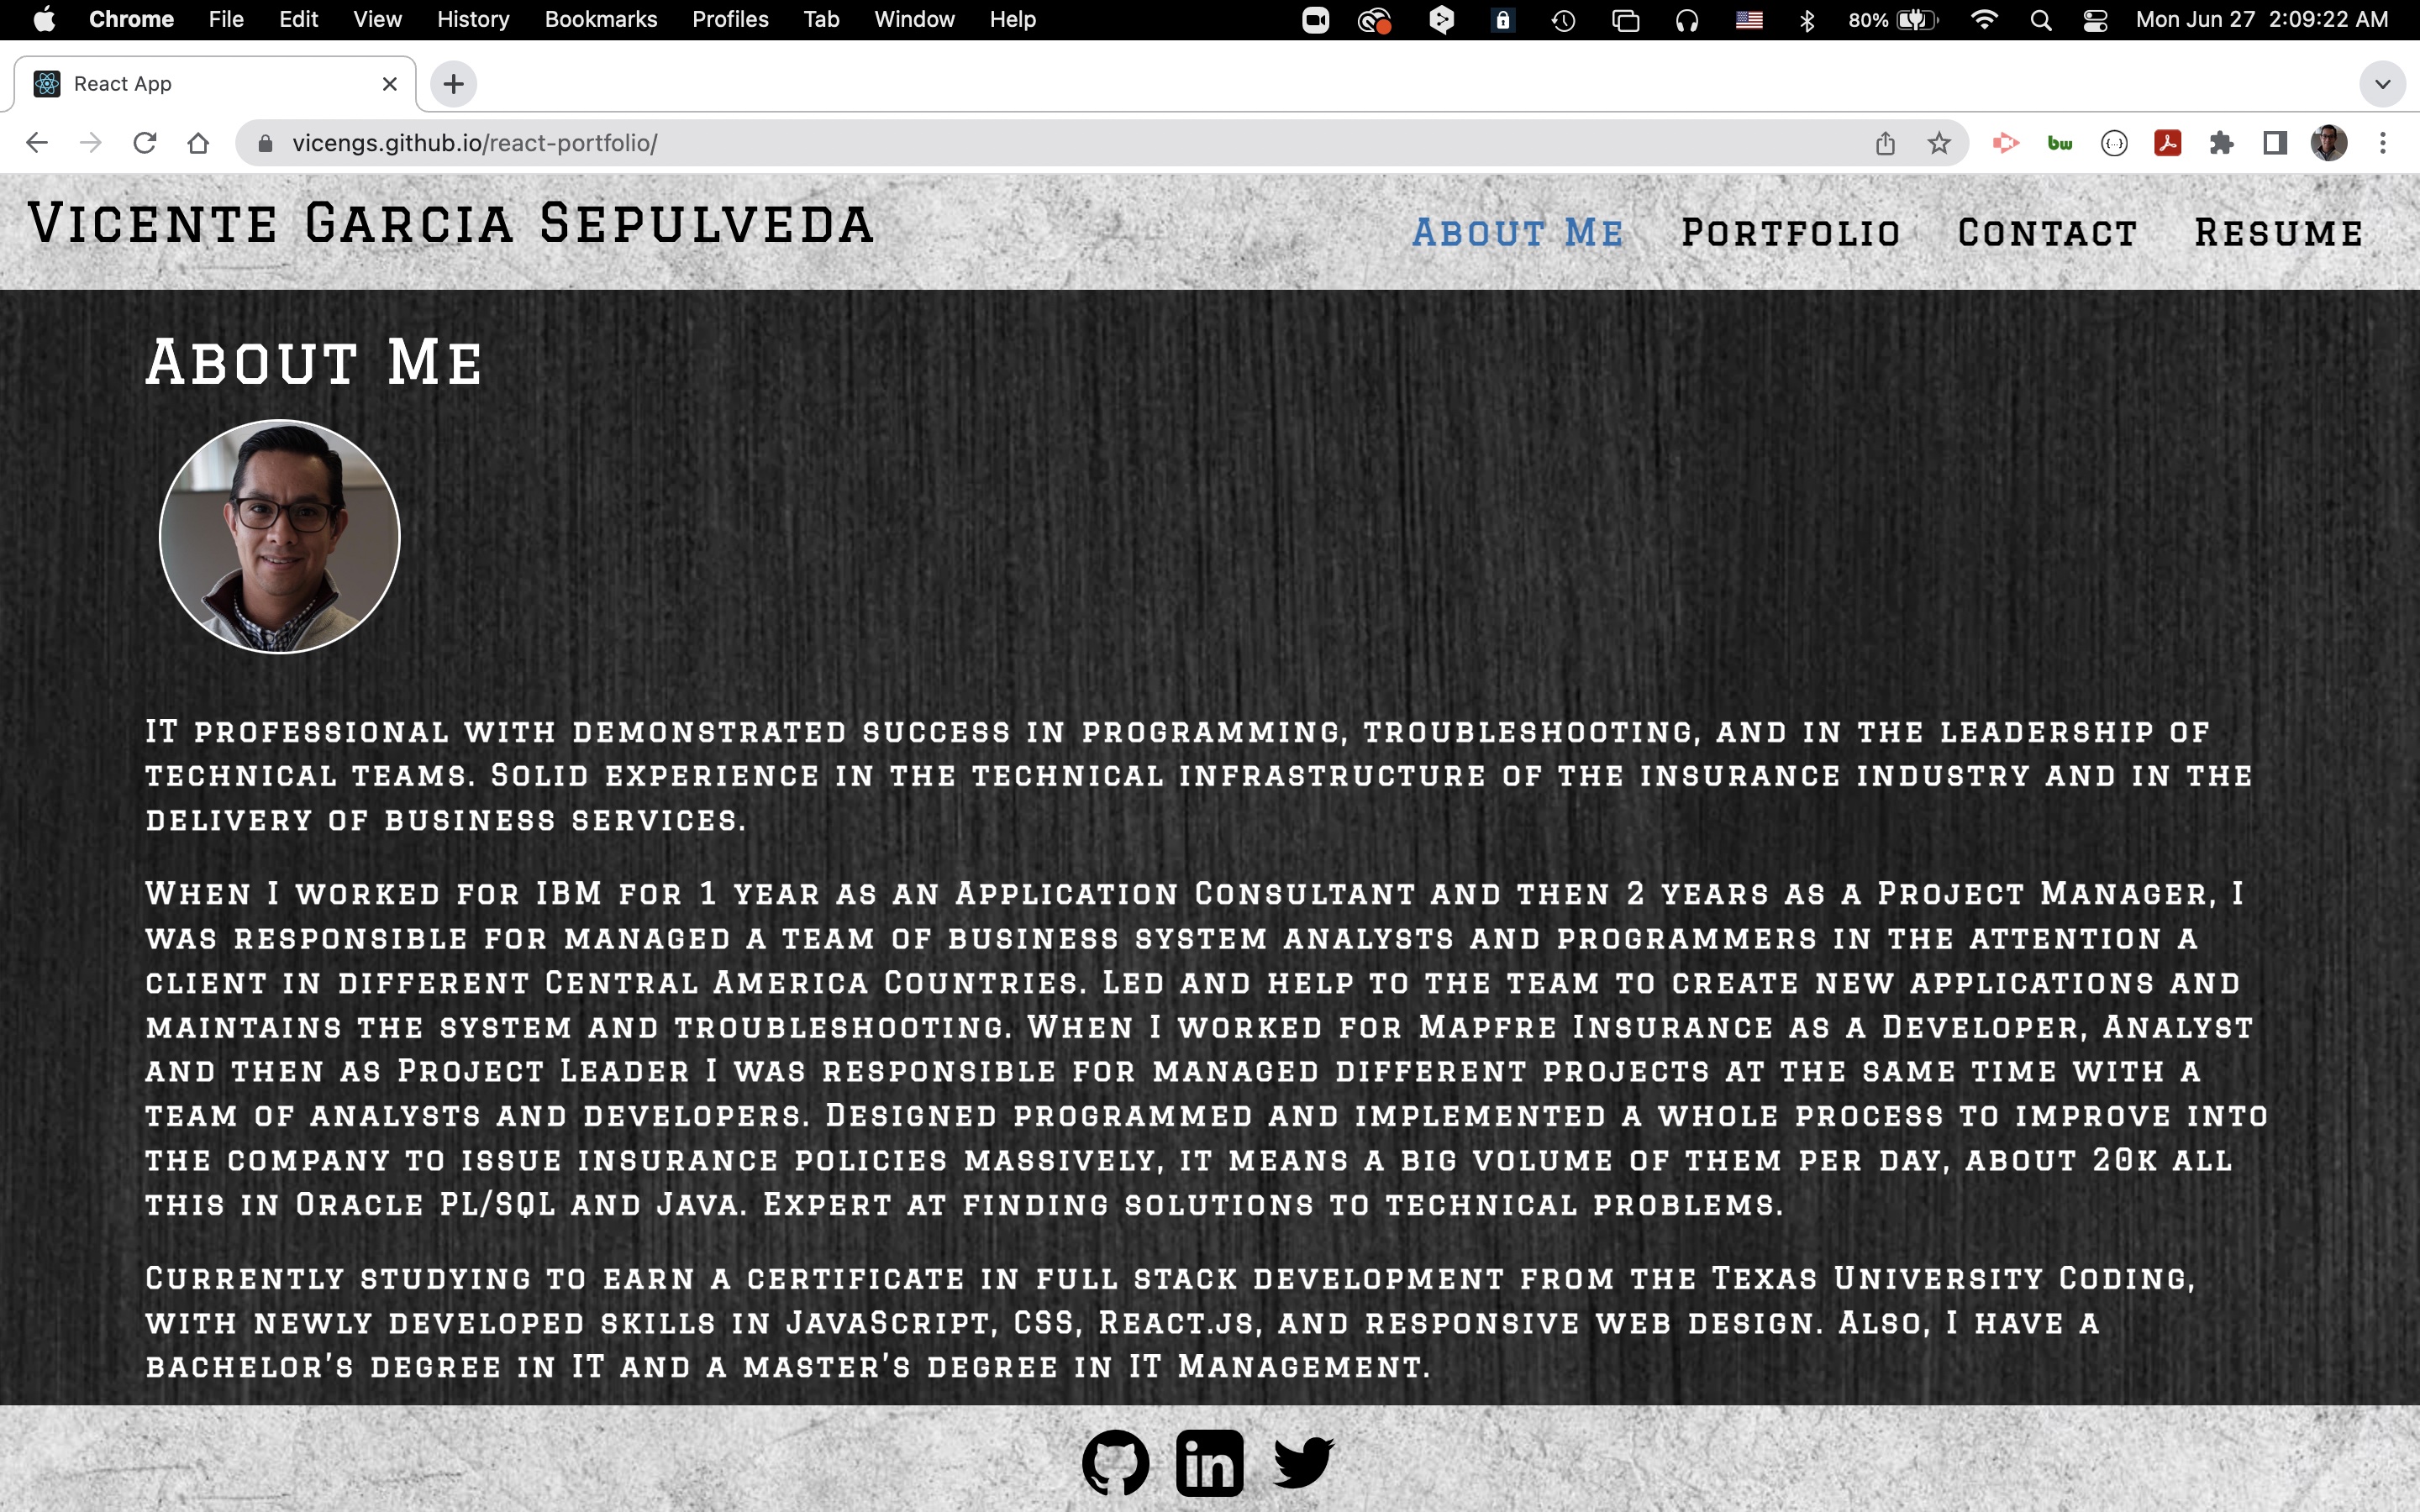 Chrome File Edit View History Bookmarks Profiles Tab Window Help 80% Mon Jun 27 2:09:22 AM
React App
vicengs.github.io/react-portfolio/ bw {...}
Vicente Garcia Sepulveda About Me Portfolio Contact Resume
About Me
IT professional with demonstrated success in programming, troubleshooting, and in the leadership of
technical teams. Solid experience in the technical infrastructure of the insurance industry and in the
delivery of business services.
When I worked for IBM for 1 year as an Application Consultant and then 2 years as a Project Manager, I
was responsible for managed a team of business system analysts and programmers in the attention a
client in different Central America Countries. Led and help to the team to create new applications and
maintains the system and troubleshooting. When I worked for Mapfre Insurance as a Developer, Analyst
and then as Project Leader I was responsible for managed different projects at the same time with a
team of analysts and developers. Designed programmed and implemented a whole process to improve into
the company to issue insurance policies massively, it means a big volume of them per day, about 20k all
this in Oracle PL/SQL and Java. Expert at finding solutions to technical problems.
Currently studying to earn a certificate in full stack development from the Texas University Coding,
with newly developed skills in JavaScript, CSS, React.js, and responsive web design. Also, I have a
bachelor's degree in IT and a master's degree in IT Management.
in